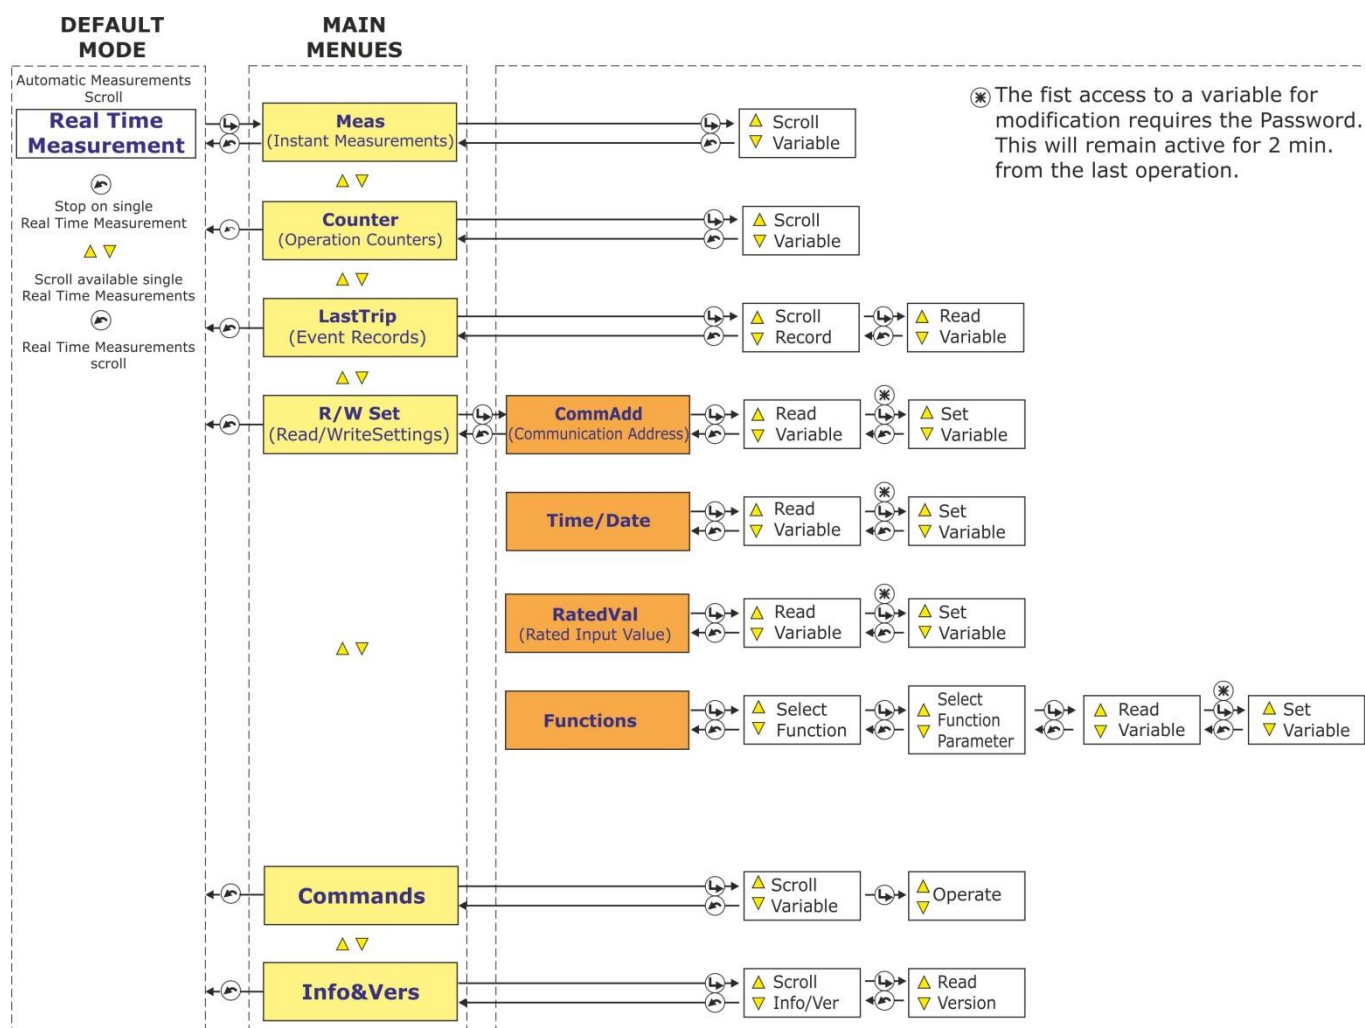 DEFAULT
MODE
MAIN
MENUES
Automatic Measurements
Scroll
Real Time
Measurement
Stop on single
Real Time Measurement
Scroll available single
Real Time Measurements
Real Time Measurements
scroll
Meas
(Instant Measurements)
Scroll
Variable
The fist access to a variable for
modification requires the Password.
This will remain active for 2 min.
from the last operation.
Counter
(Operation Counters)
Scroll
Variable
LastTrip
(Event Records)
Scroll
Record
Read
Variable
R/W Set
(Read/WriteSettings)
CommAdd
(Communication Address)
Read
Variable
Set
Variable
Time/Date
Read
Variable
Set
Variable
RatedVal
(Rated Input Value)
Read
Variable
Set
Variable
Functions
Select
Function
Select
Function
Parameter
Read
Variable
Set
Variable
Commands
Scroll
Variable
Operate
Info&Vers
Scroll
Info/Ver
Read
Version